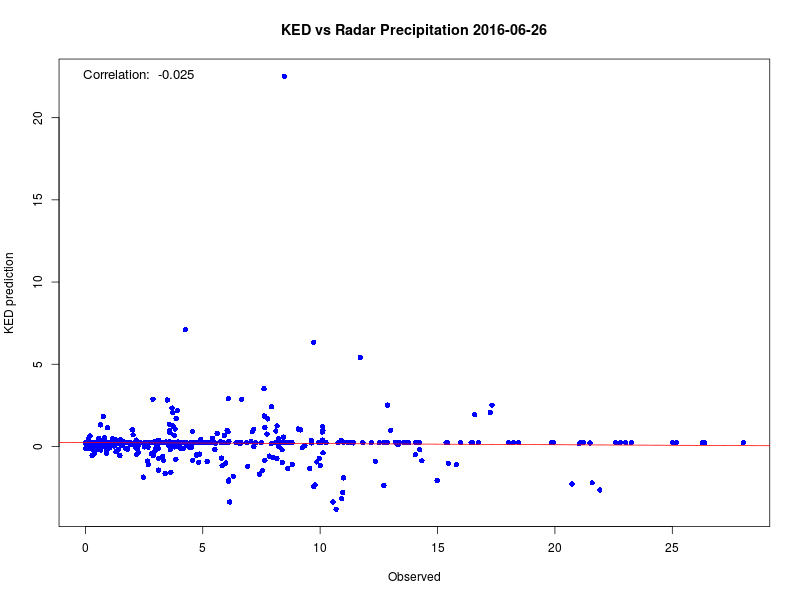 KED vs Radar Precipitation 2016-06-26
Correlation: -0.025
KED prediction
20
15
10
5
0
0 5 10 15 20 25
Observed